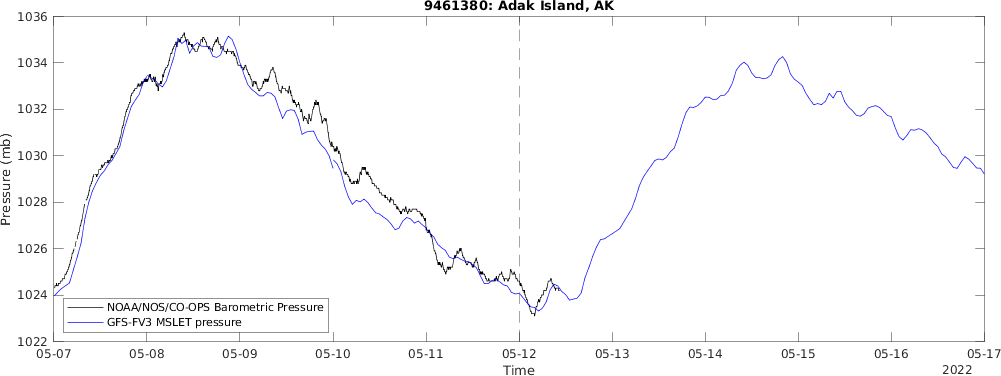 9461380: Adak Island, AK
1036
1034
1032
1030
1028
1026
1024
1022
Pressure (mb)
NOAA/NOS/CO-OPS Barometric Pressure
GFS-FV3 MSLET pressure
05-07 05-08 05-09 05-10 05-11 05-12 05-13 05-14 05-15 05-16 05-17
Time
2022